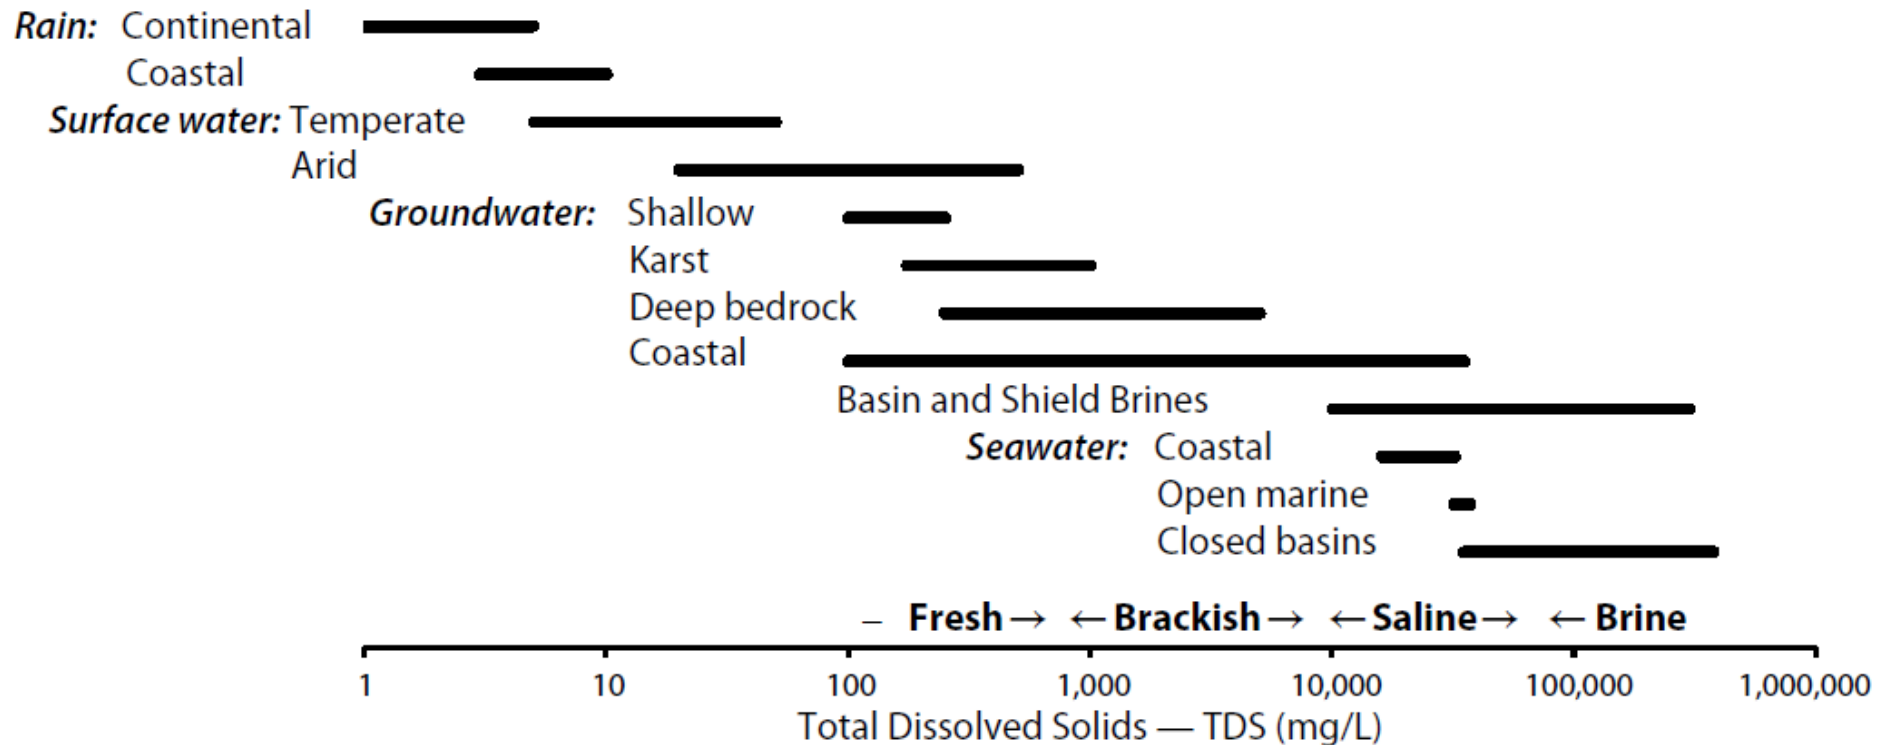 Rain: Continental
Coastal
Surface water: Temperate
Arid
Groundwater: Shallow
Karst
Deep bedrock
Coastal
Basin and Shield Brines
Seawater: Coastal
Open marine
Closed basins
– Fresh→ ←Brackish→ ←Saline→ ←Brine
1 10 100 1,000 10,000 100,000 1,000,000
Total Dissolved Solids — TDS (mg/L)